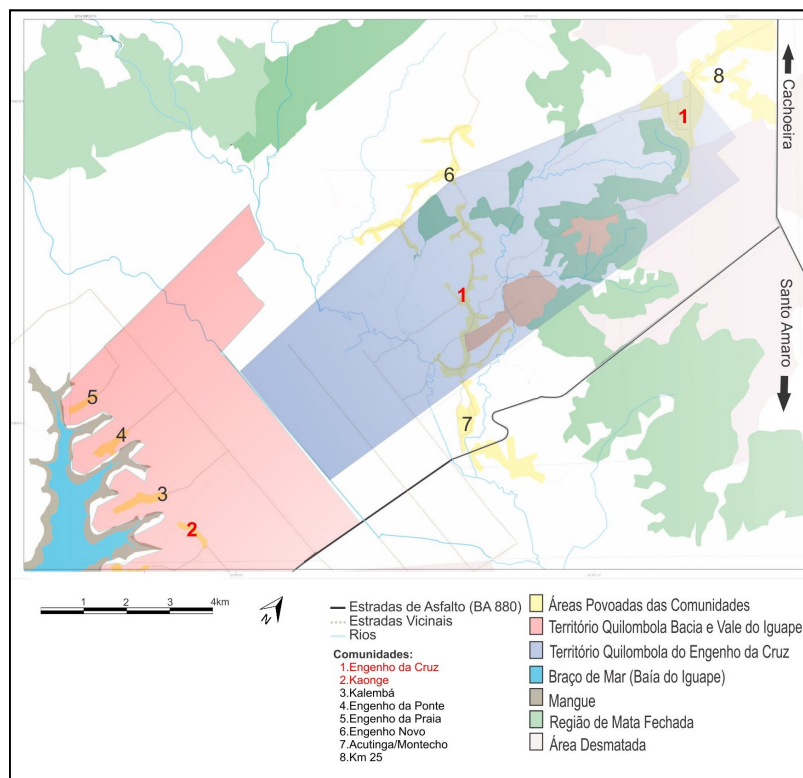 8
Cachoeira
1
6
Santo Amaro
1
5
7
4
3
2
1 2 3 4km
N
Estradas de Asfalto (BA 880)
Estradas Vicinais
Rios
Comunidades:
1.Engenho da Cruz
2.Kaonge
3.Kalembá
4.Engenho da Ponte
5.Engenho da Praia
6.Engenho Novo
7.Acutinga/Montecho
8.Km 25
Áreas Povoadas das Comunidades
Território Quilombola Bacia e Vale do Iguape
Território Quilombola do Engenho da Cruz
Braço de Mar (Baía do Iguape)
Mangue
Região de Mata Fechada
Área Desmatada